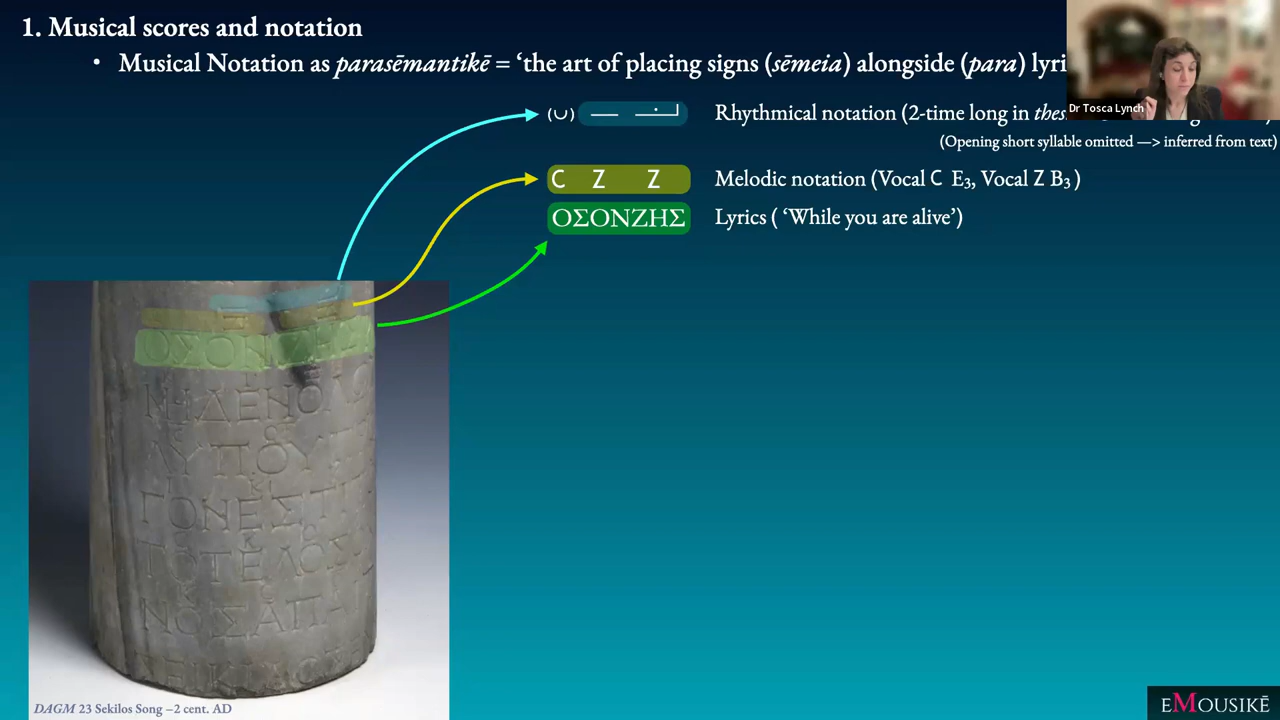 1. Musical scores and notation
• Musical Notation as parasēmantikē = ‘the art of placing signs (sēmeia) alongside (para) lyri
Dr Tosca Lynch
(∪) — Rhythmical notation (2-time long in thes
(Opening short syllable omitted —> inferred from text)
C Z Z Melodic notation (Vocal C E₃, Vocal Z B₃ )
ΟΣΟΝΖΗΣ Lyrics ( ‘While you are alive’)
ΟΣΟΝΖΗΣ
ΜΗΔΕΝΟΛΩ
ΛΥΠΟΥ
ΓΟΝΕΣΤΙ
ΤΟΤΕΛΟΣ
ΝΟΣΑΠΑΙ
DAGM 23 Sekilos Song –2 cent. AD
eMOUSIKĒ